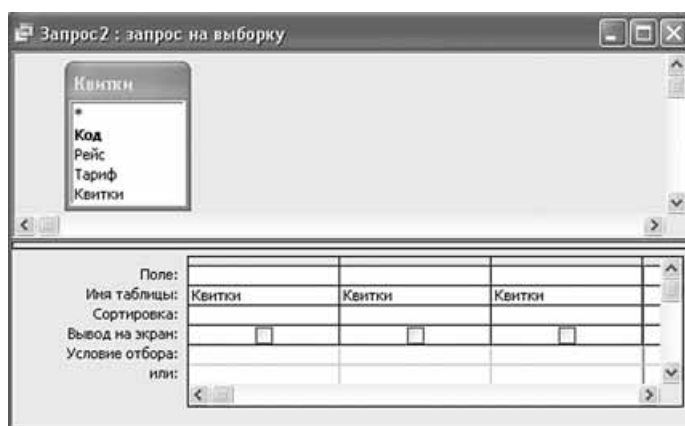 Запрос2 : запрос на выборку
Квитки
*
Код
Рейс
Тариф
Квитки
Поле:
Имя таблицы: Квитки Квитки Квитки
Сортировка:
Вывод на экран:
Условие отбора:
или: